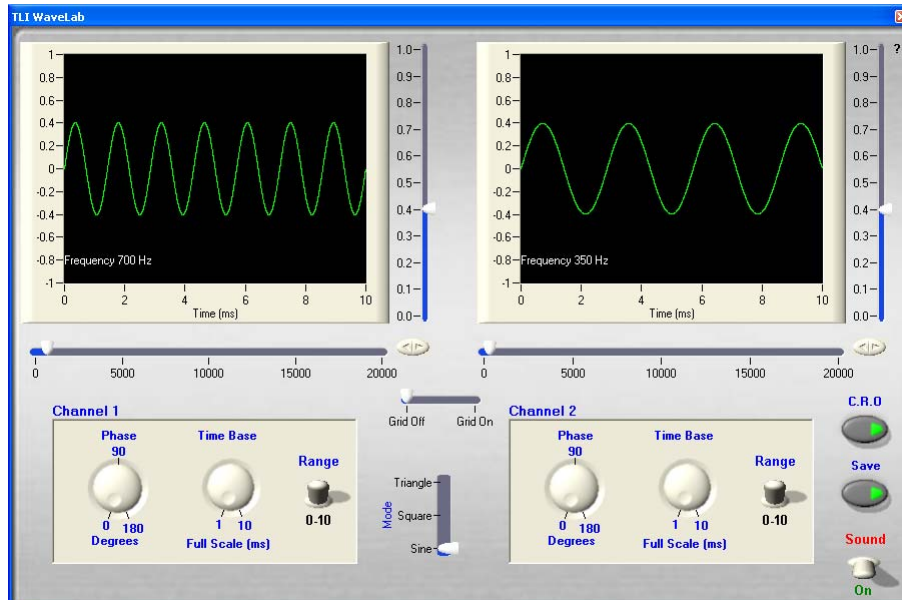 TLI WaveLab
1
0.8
0.6
0.4
0.2
0
-0.2
-0.4
-0.6
-0.8
-1
Frequency 700 Hz
0 2 4 6 8 10
Time (ms)
1.0
0.9
0.8
0.7
0.6
0.5
0.4
0.3
0.2
0.1
0.0
0 5000 10000 15000 20000
1
0.8
0.6
0.4
0.2
0
-0.2
-0.4
-0.6
-0.8
-1
Frequency 350 Hz
0 2 4 6 8 10
Time (ms)
1.0
0.9
0.8
0.7
0.6
0.5
0.4
0.3
0.2
0.1
0.0
?
0 5000 10000 15000 20000
Channel 1
Phase
90
0 180
Degrees
Time Base
1 10
Full Scale (ms)
Range
0-10
Grid Off Grid On
Mode
Triangle
Square
Sine
Channel 2
Phase
90
0 180
Degrees
Time Base
1 10
Full Scale (ms)
Range
0-10
C.R.O
Save
Sound
On